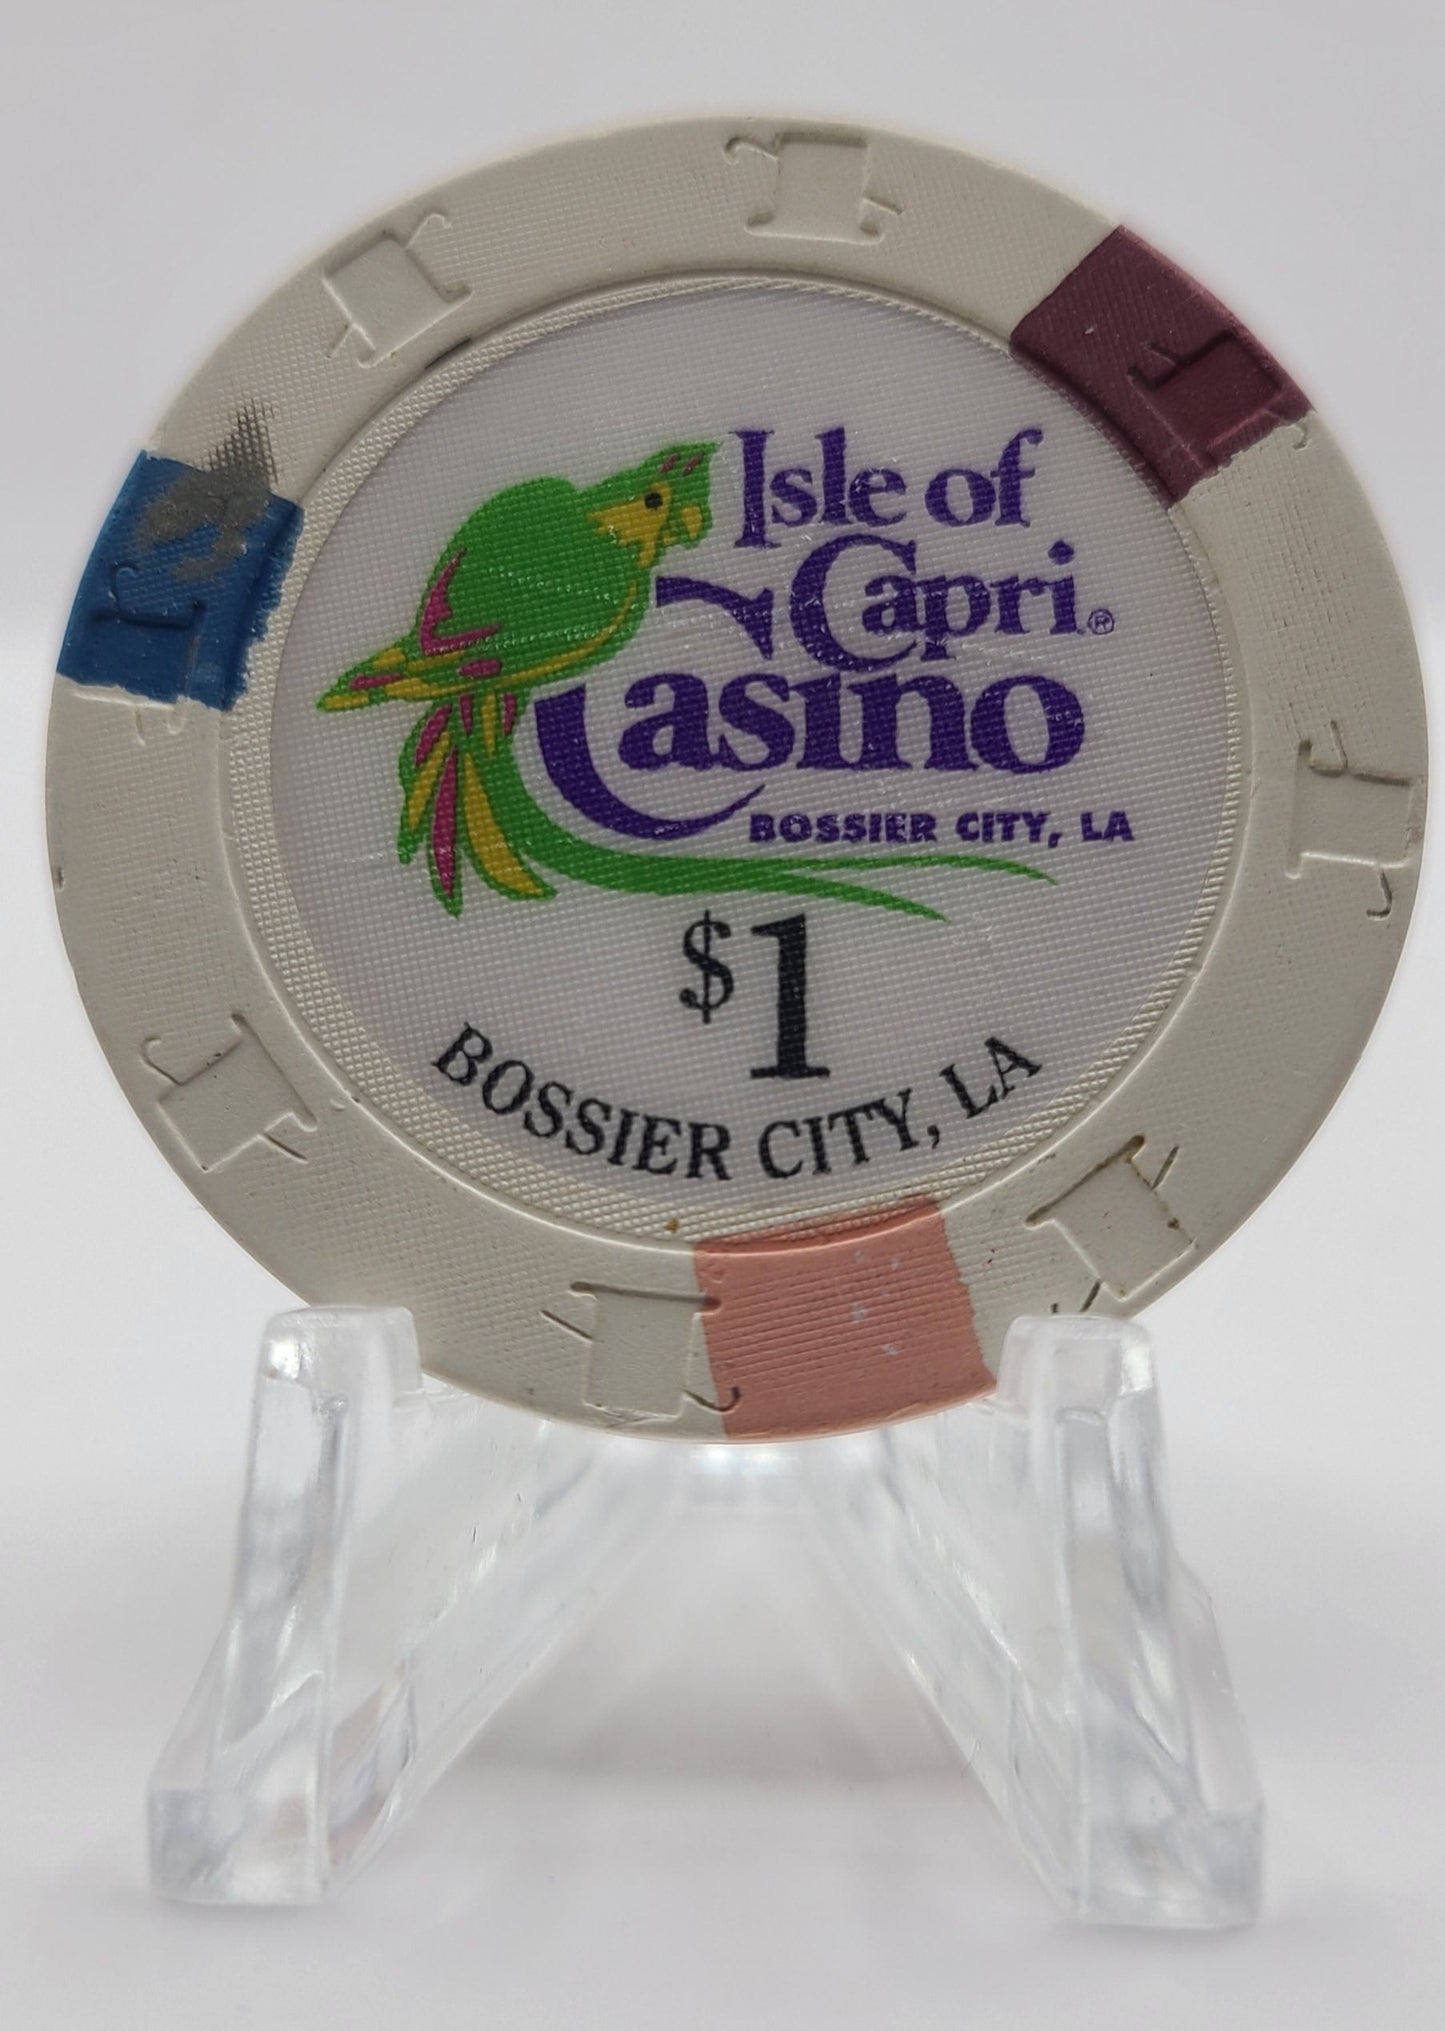 Isle of
Capri®
Casino
BOSSIER CITY, LA
$1
BOSSIER CITY, LA